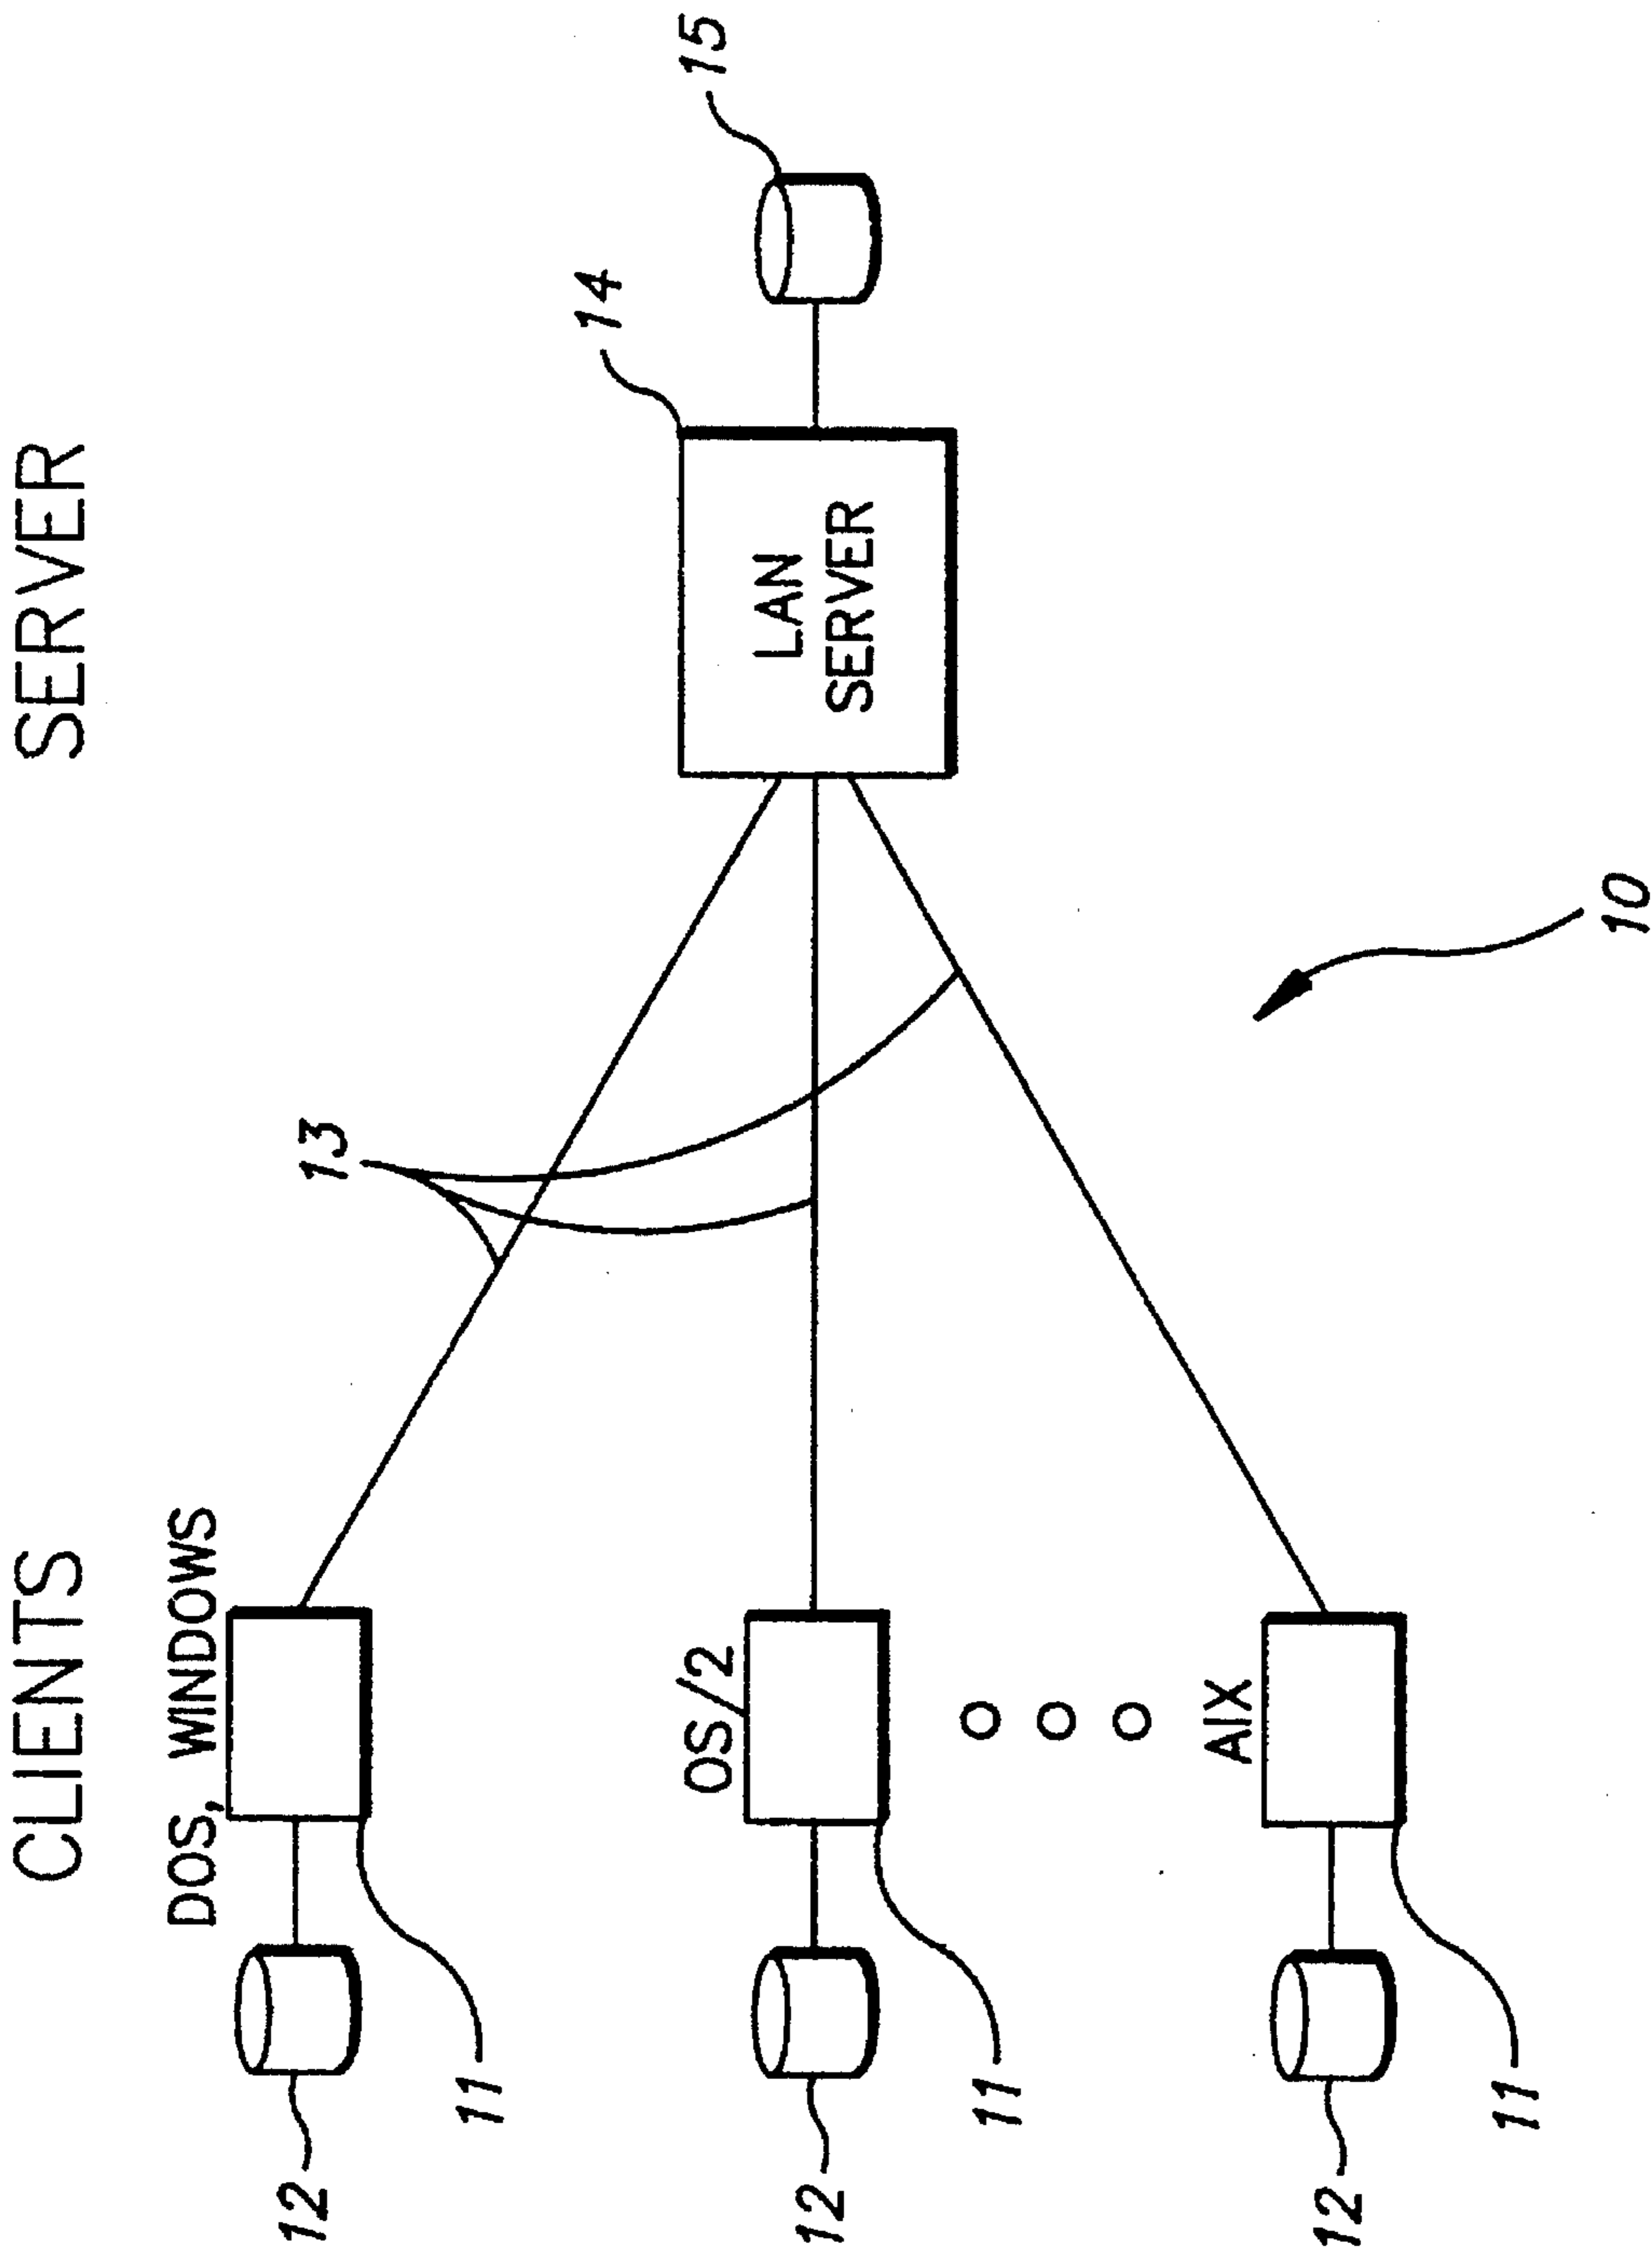 CLIENTS
SERVER
DOS, WINDOWS
12
11
13
OS/2
12
11
AIX
12
11
LAN
SERVER
14
15
10